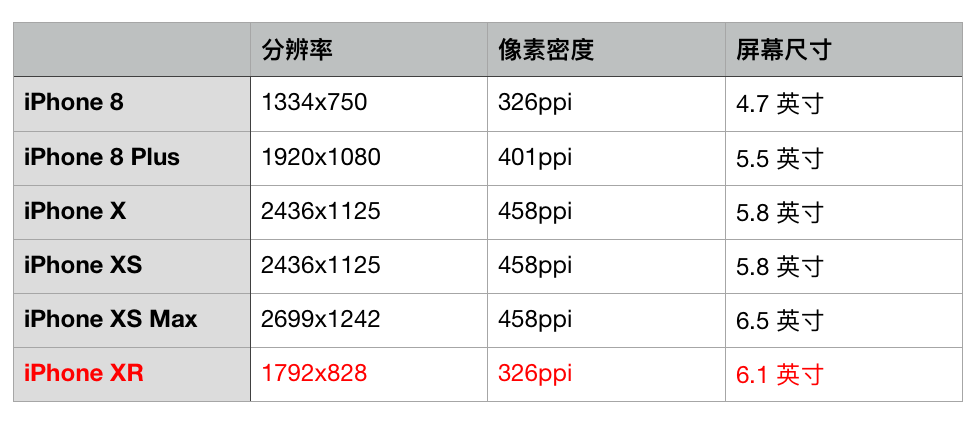 分辨率 像素密度 屏幕尺寸
iPhone 8 1334x750 326ppi 4.7 英寸
iPhone 8 Plus 1920x1080 401ppi 5.5 英寸
iPhone X 2436x1125 458ppi 5.8 英寸
iPhone XS 2436x1125 458ppi 5.8 英寸
iPhone XS Max 2699x1242 458ppi 6.5 英寸
iPhone XR 1792x828 326ppi 6.1 英寸